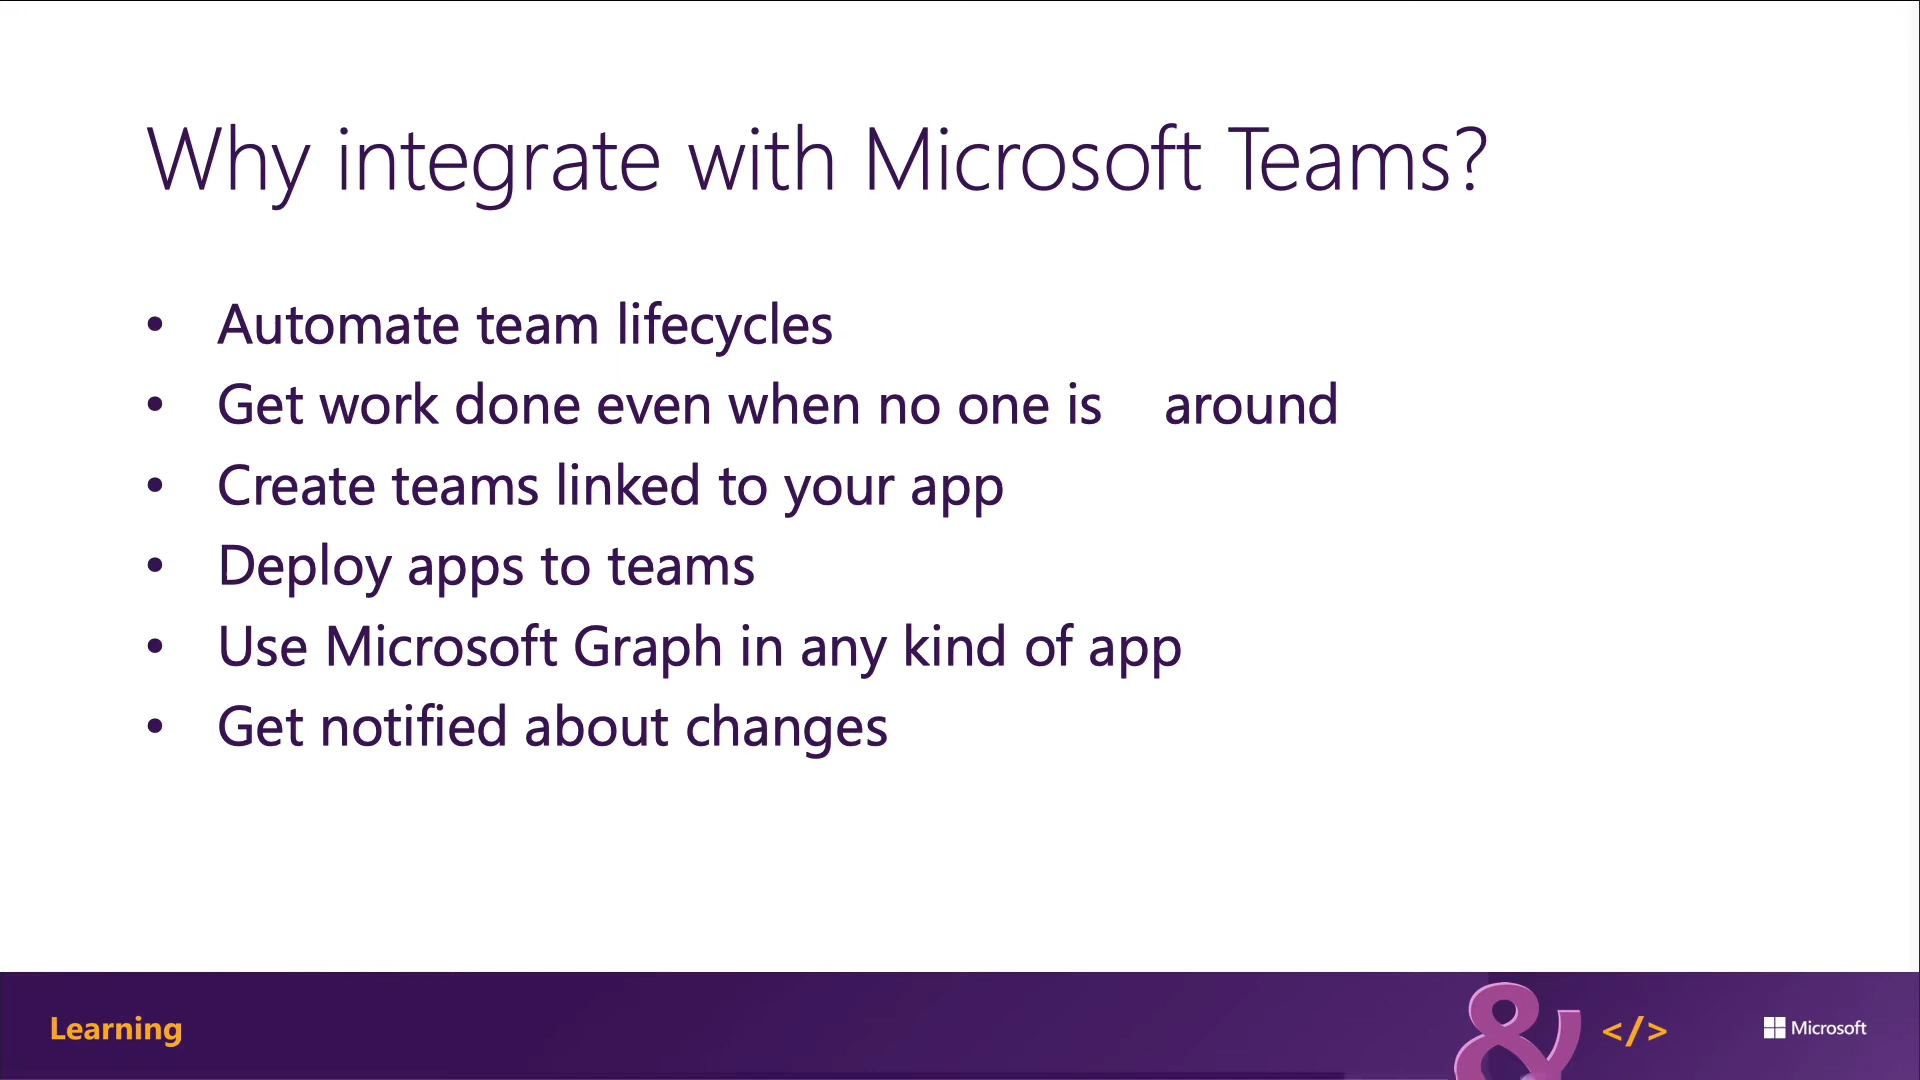 Why integrate with Microsoft Teams?
• Automate team lifecycles
• Get work done even when no one is around
• Create teams linked to your app
• Deploy apps to teams
• Use Microsoft Graph in any kind of app
• Get notified about changes
Learning & </> Microsoft